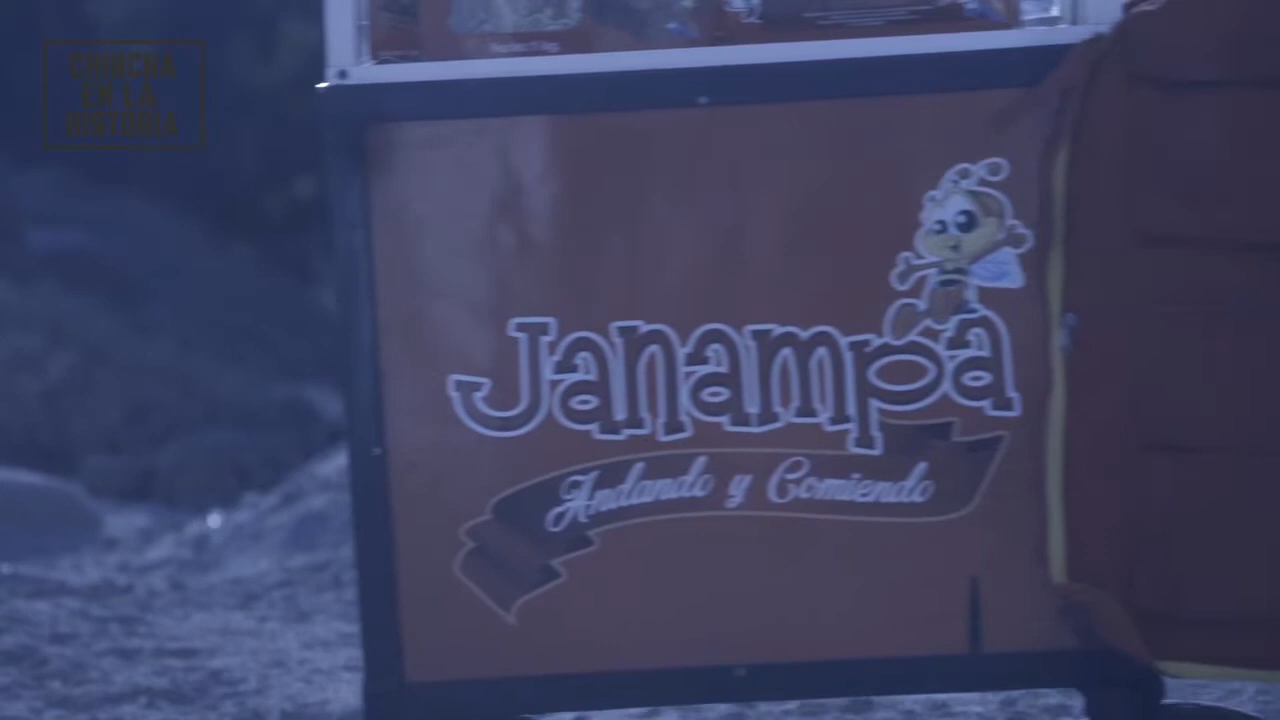 CHINCHA
EN LA
HISTORIA
Janampa
Andando y Comiendo